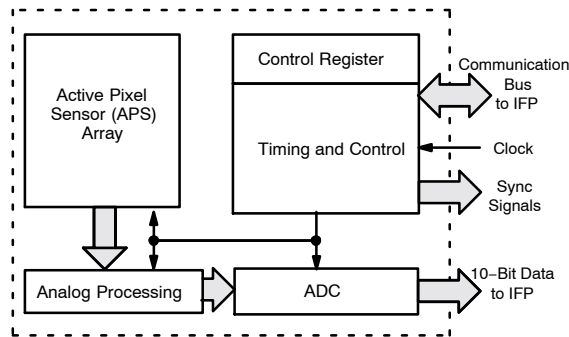 Active Pixel
Sensor (APS)
Array
Control Register
Timing and Control
Communication
Bus
to IFP
Clock
Sync
Signals
Analog Processing
ADC
10−Bit Data
to IFP